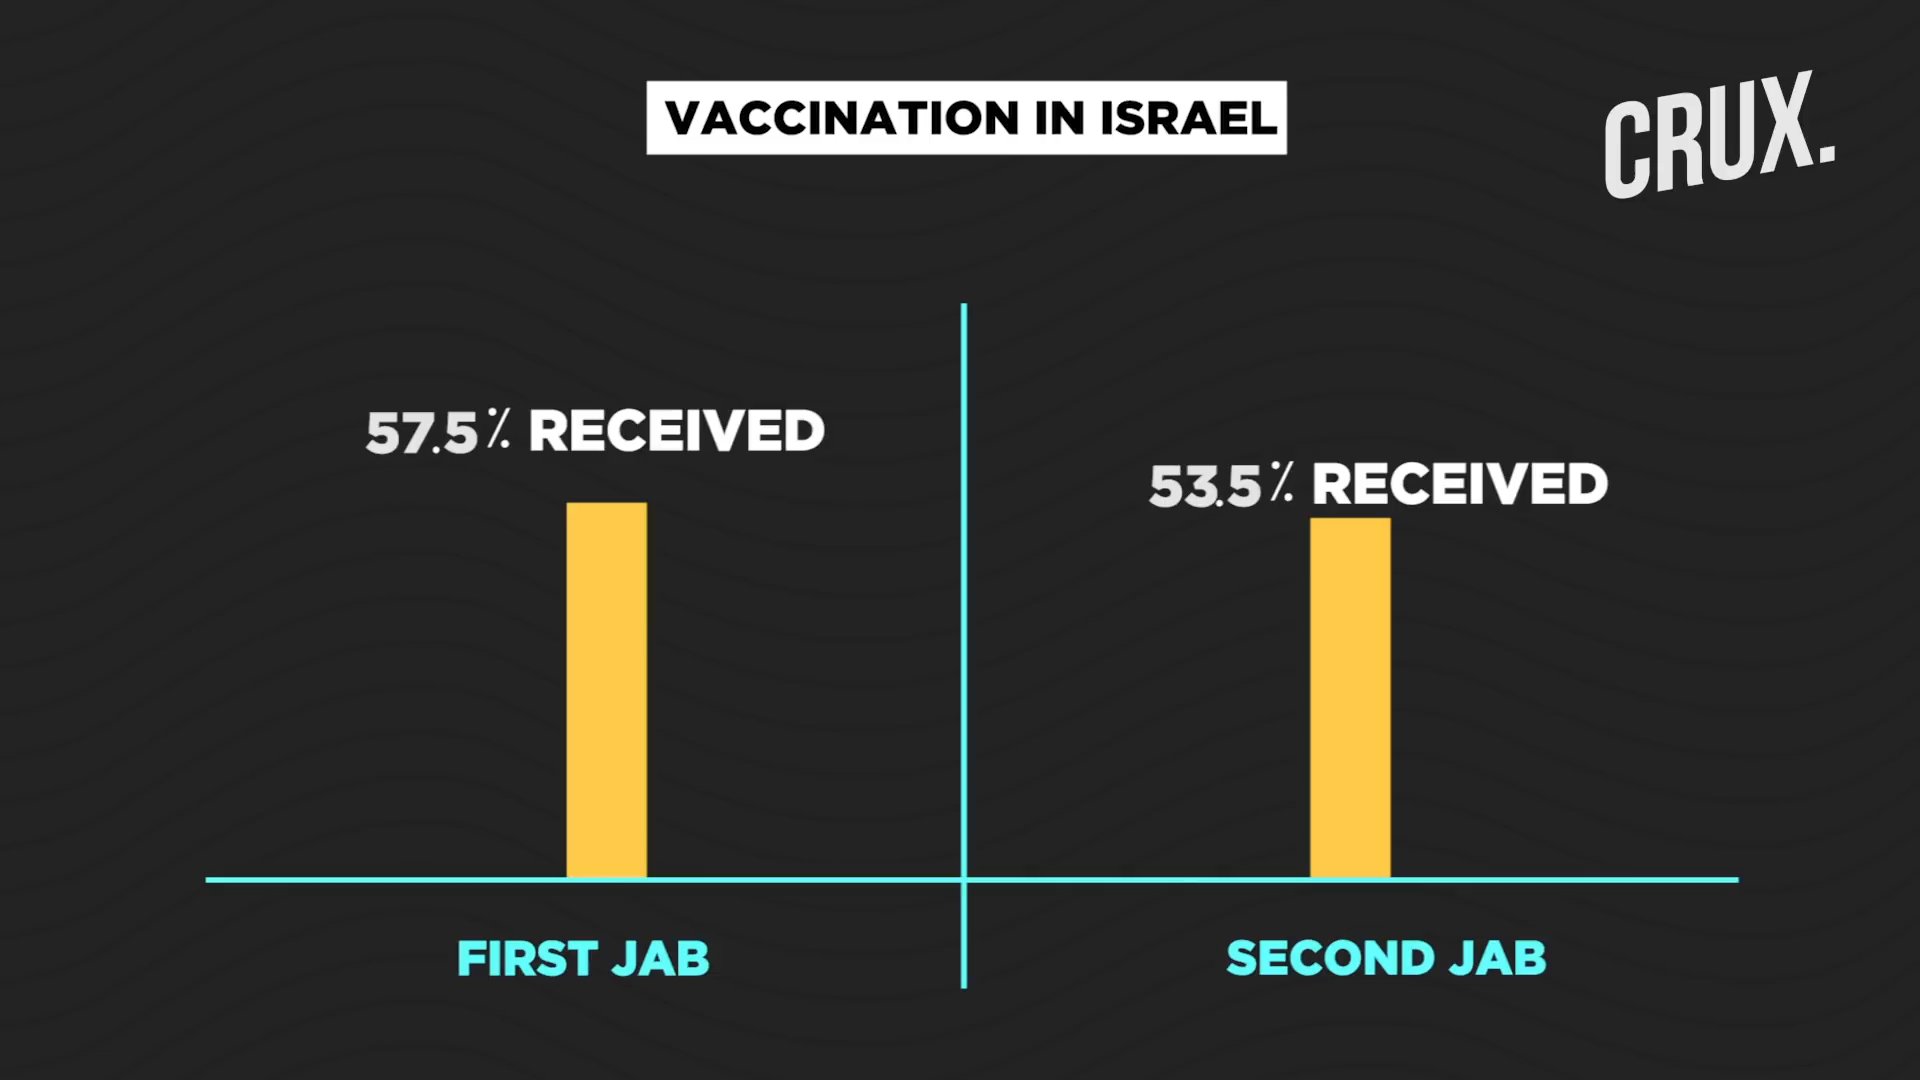 VACCINATION IN ISRAEL
CRUX.
57.5% RECEIVED
53.5% RECEIVED
FIRST JAB
SECOND JAB